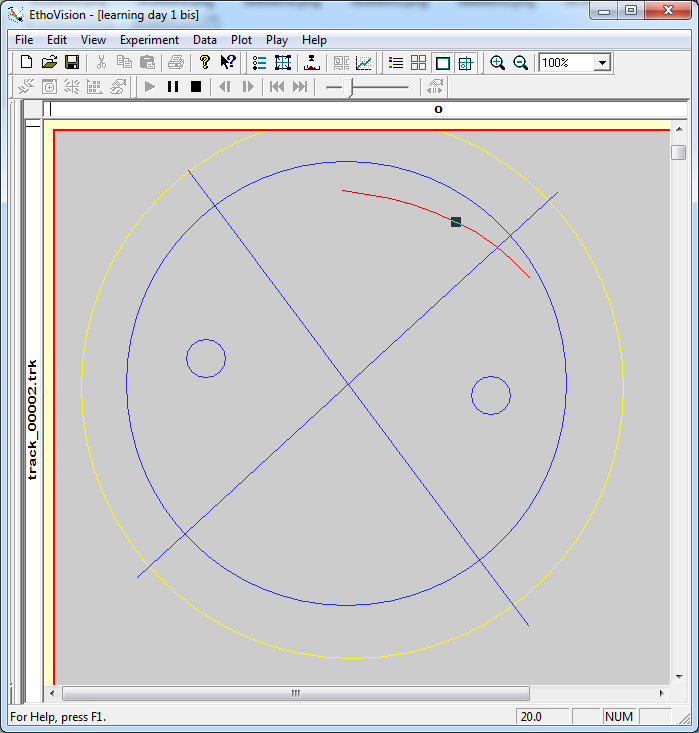 EthoVision - [learning day 1 bis]
File Edit View Experiment Data Plot Play Help
100%
0
track_00002.trk
For Help, press F1.
20.0
NUM